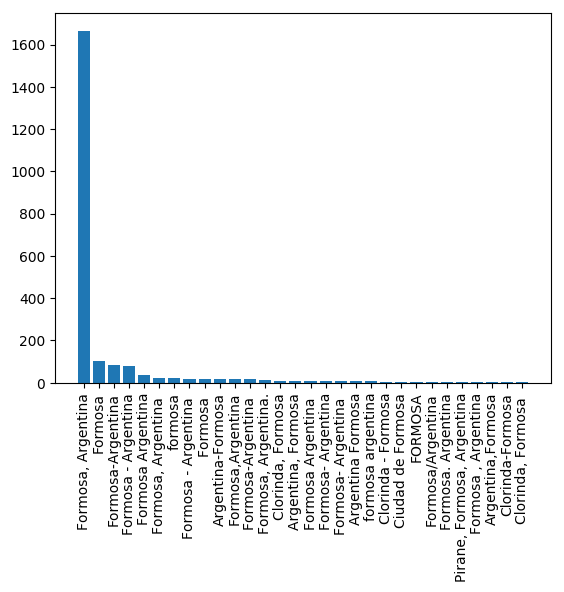 1600
1400
1200
1000
800
600
400
200
0
Formosa, Argentina
Formosa
Formosa-Argentina
Formosa - Argentina
Formosa Argentina
Formosa, Argentina
formosa
Formosa - Argentina
Formosa
Argentina-Formosa
Formosa,Argentina
Formosa-Argentina
Formosa, Argentina.
Clorinda, Formosa
Argentina, Formosa
Formosa Argentina
Formosa- Argentina
Formosa- Argentina
Argentina Formosa
formosa argentina
Clorinda - Formosa
Ciudad de Formosa
FORMOSA
Formosa/Argentina
Formosa. Argentina
Pirane, Formosa, Argentina
Formosa , Argentina
Argentina,Formosa
Clorinda-Formosa
Clorinda, Formosa